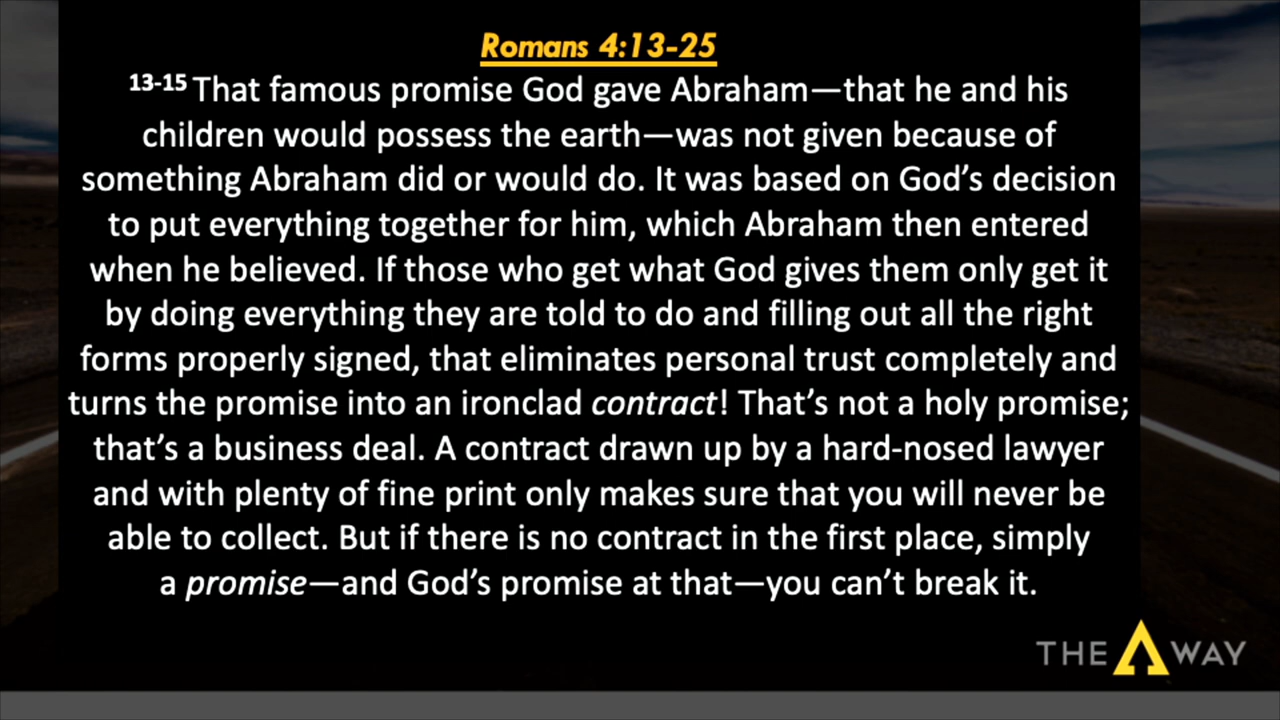 Romans 4:13-25
13-15 That famous promise God gave Abraham—that he and his
children would possess the earth—was not given because of
something Abraham did or would do. It was based on God’s decision
to put everything together for him, which Abraham then entered
when he believed. If those who get what God gives them only get it
by doing everything they are told to do and filling out all the right
forms properly signed, that eliminates personal trust completely and
turns the promise into an ironclad contract! That’s not a holy promise;
that’s a business deal. A contract drawn up by a hard-nosed lawyer
and with plenty of fine print only makes sure that you will never be
able to collect. But if there is no contract in the first place, simply
a promise—and God’s promise at that—you can’t break it.
THE WAY